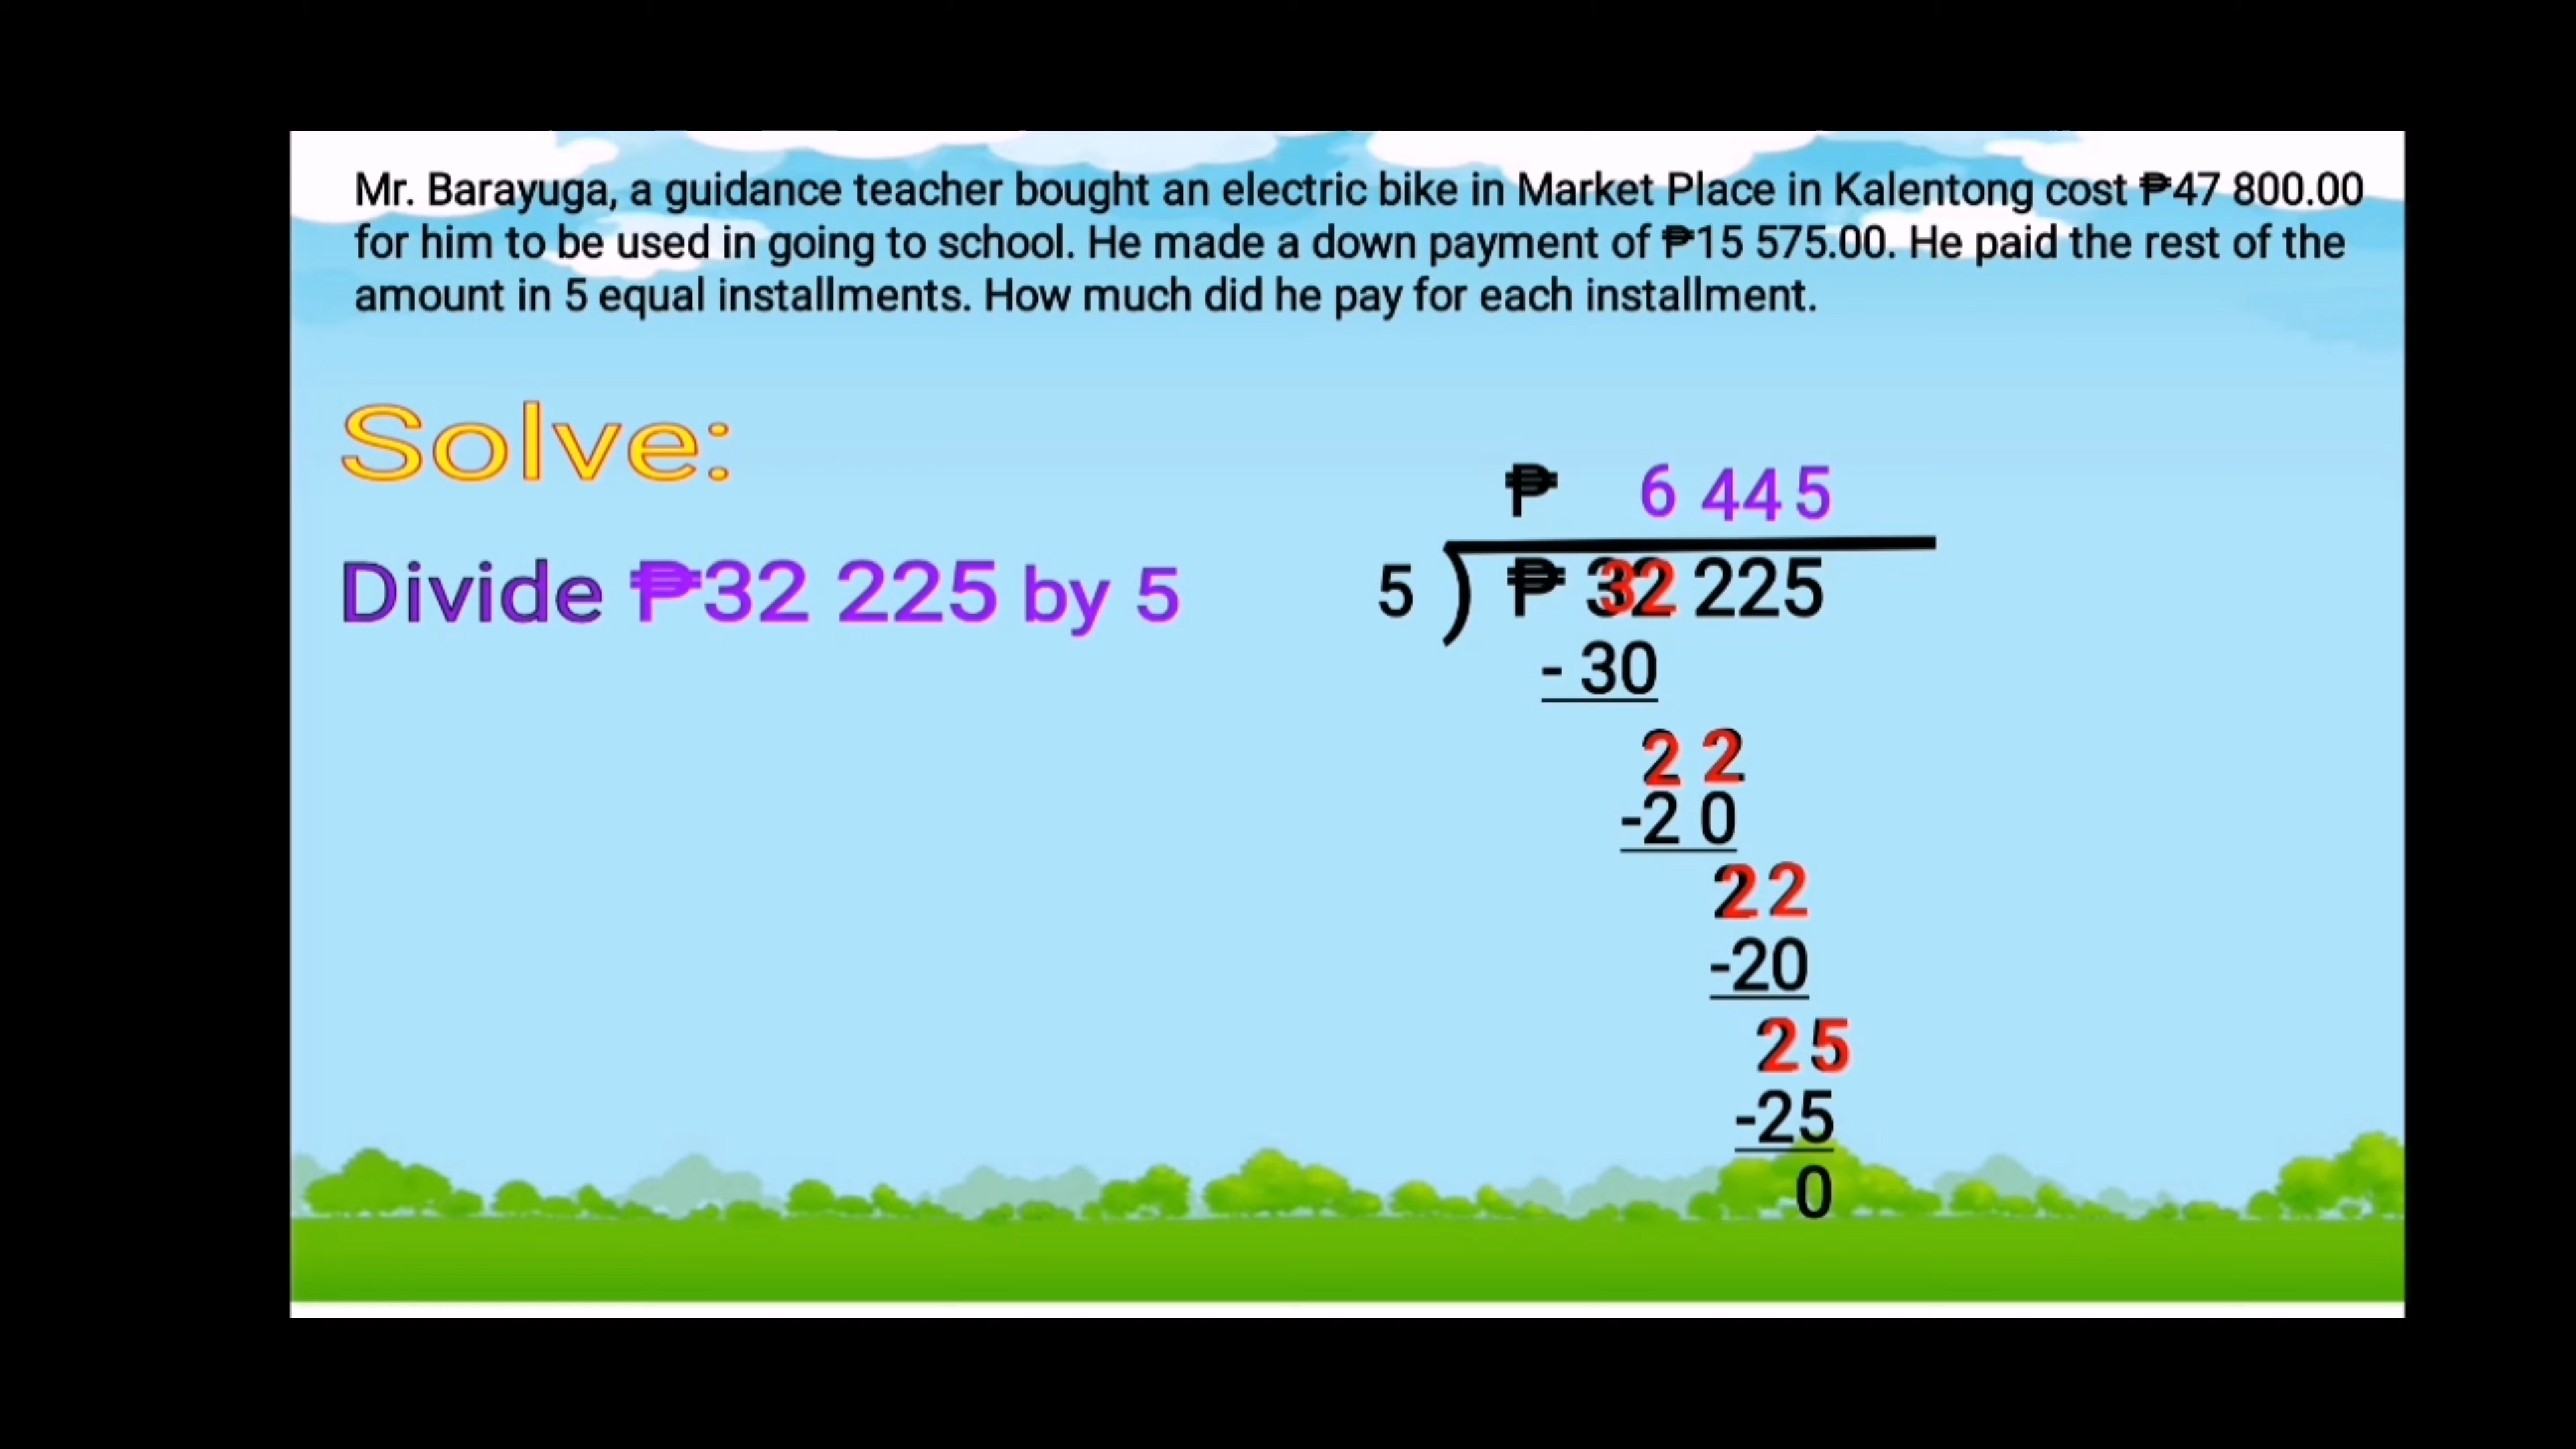 Mr. Barayuga, a guidance teacher bought an electric bike in Market Place in Kalentong cost ₱47 800.00
for him to be used in going to school. He made a down payment of ₱15 575.00. He paid the rest of the
amount in 5 equal installments. How much did he pay for each installment.
Solve:
Divide ₱32 225 by 5
₱ 6 445
5 ) ₱ 32 225
- 30
2 2
-2 0
22
-20
25
-25
0